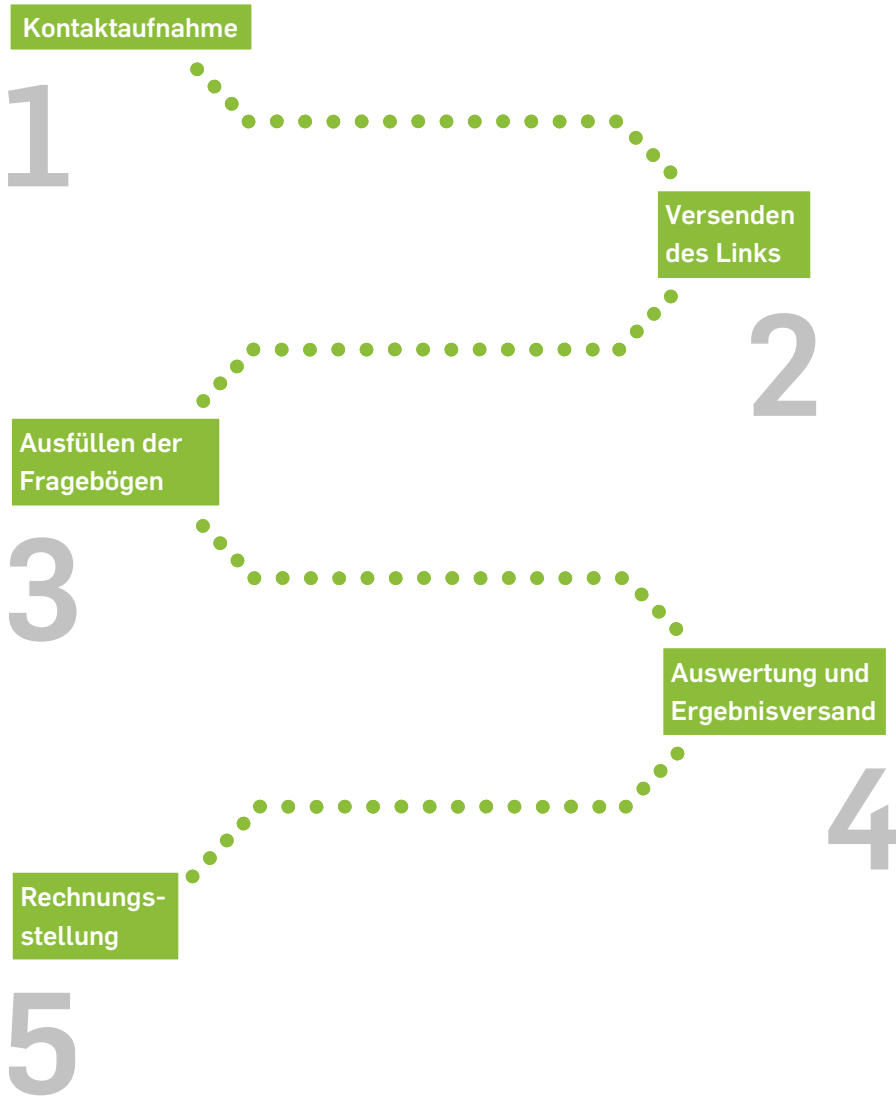 Kontaktaufnahme
1
Versenden
des Links
2
Ausfüllen der
Fragebögen
3
Auswertung und
Ergebnisversand
4
Rechnungs-
stellung
5